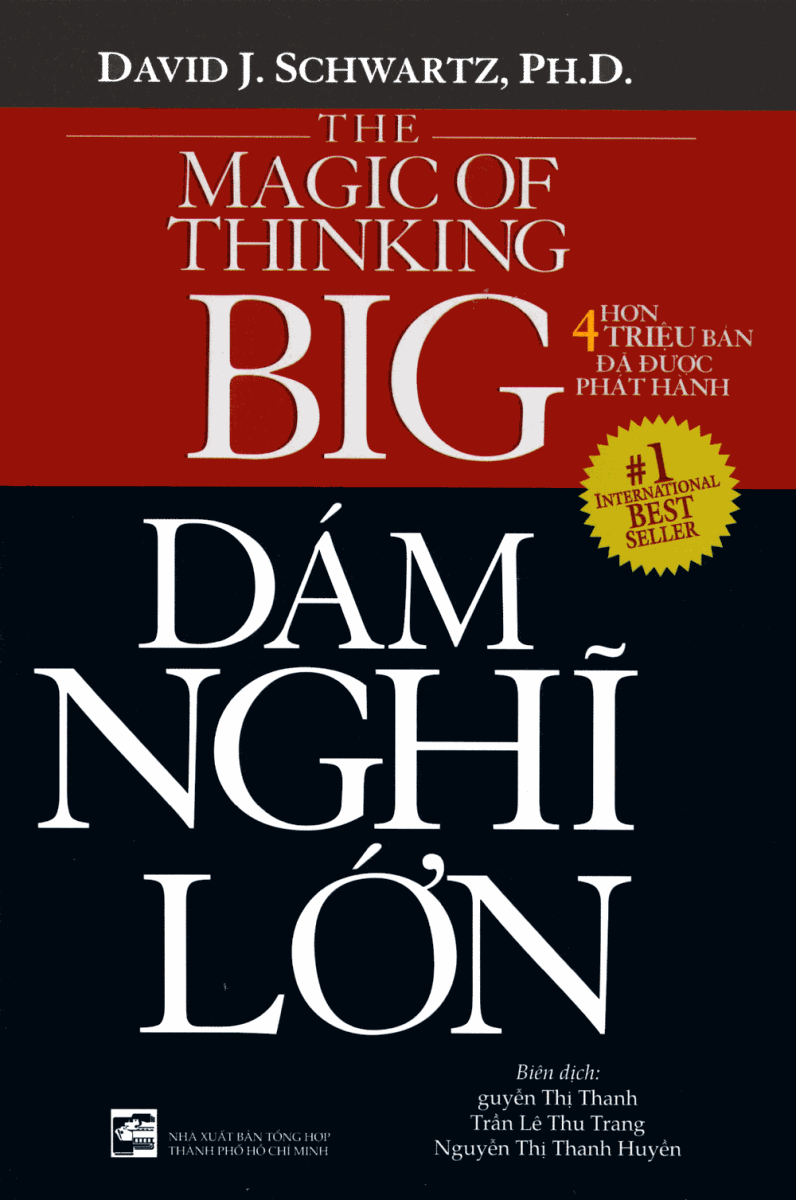 DAVID J. SCHWARTZ, PH.D.
THE
MAGIC OF
THINKING
BIG
4 HƠN
TRIỆU BẢN
ĐÃ ĐƯỢC
PHÁT HÀNH
#1
INTERNATIONAL
BEST
SELLER
DÁM
NGHĨ
LỚN
Biên dịch:
guyễn Thị Thanh
Trần Lê Thu Trang
Nguyễn Thị Thanh Huyền
NHÀ XUẤT BẢN TỔNG HỢP
THÀNH PHỐ HỒ CHÍ MINH